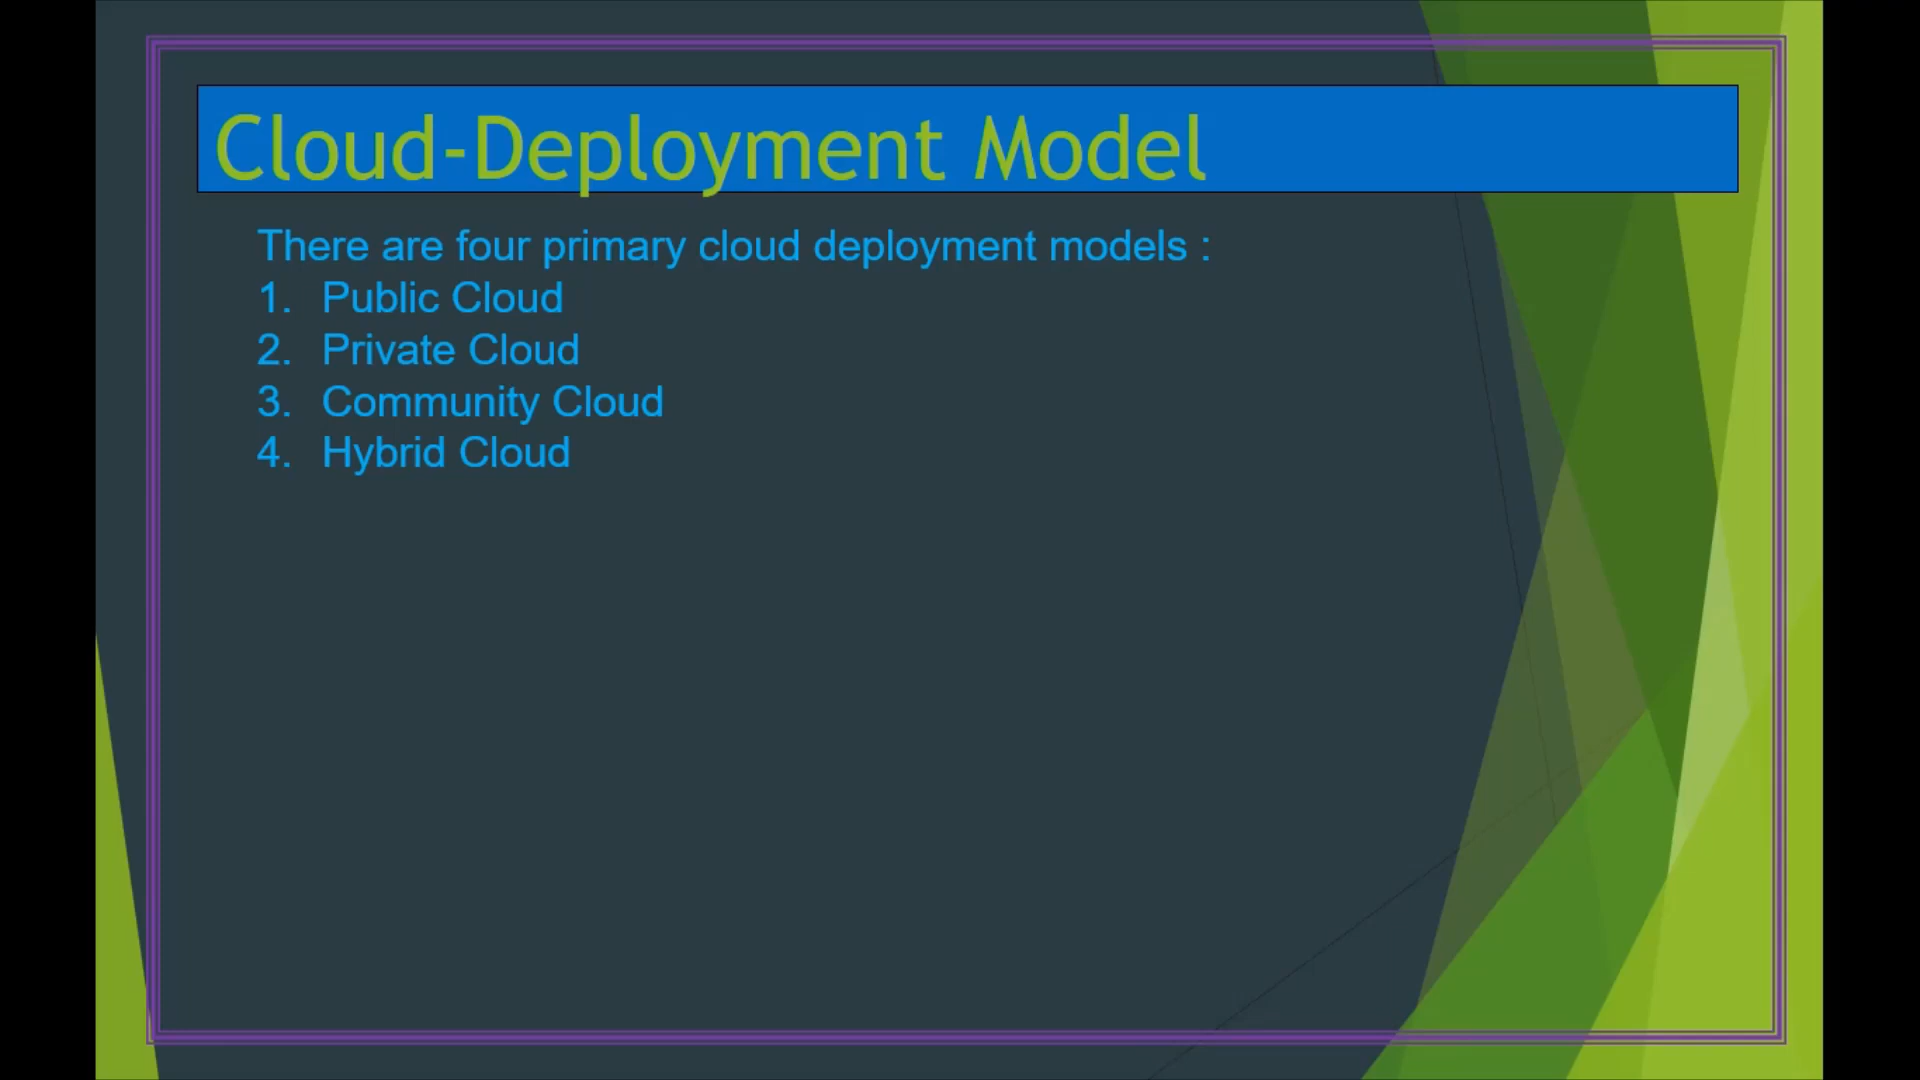 Cloud-Deployment Model
There are four primary cloud deployment models :
1. Public Cloud
2. Private Cloud
3. Community Cloud
4. Hybrid Cloud